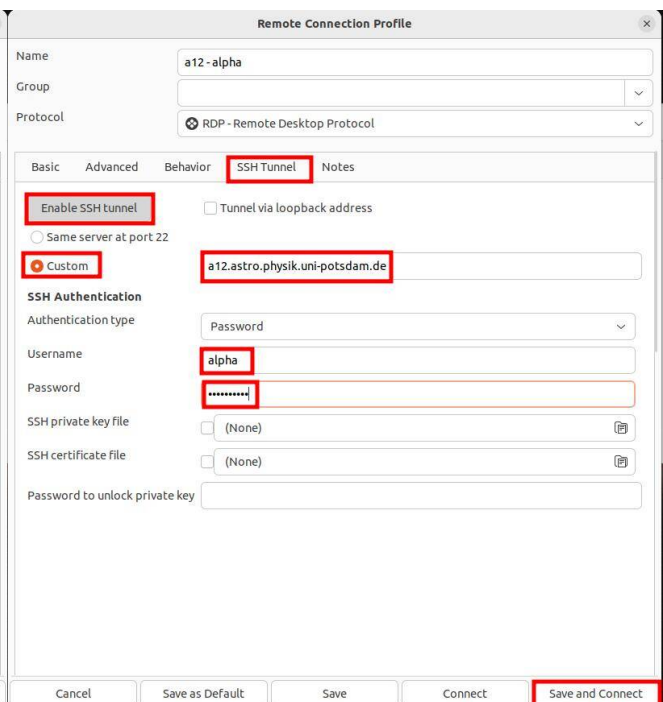 Remote Connection Profile
Name
a12 - alpha
Group
Protocol
RDP - Remote Desktop Protocol
Basic Advanced Behavior SSH Tunnel Notes
Enable SSH tunnel Tunnel via loopback address
Same server at port 22
Custom a12.astro.physik.uni-potsdam.de
SSH Authentication
Authentication type Password
Username alpha
Password ••••••••••
SSH private key file (None)
SSH certificate file (None)
Password to unlock private key
Cancel Save as Default Save Connect Save and Connect